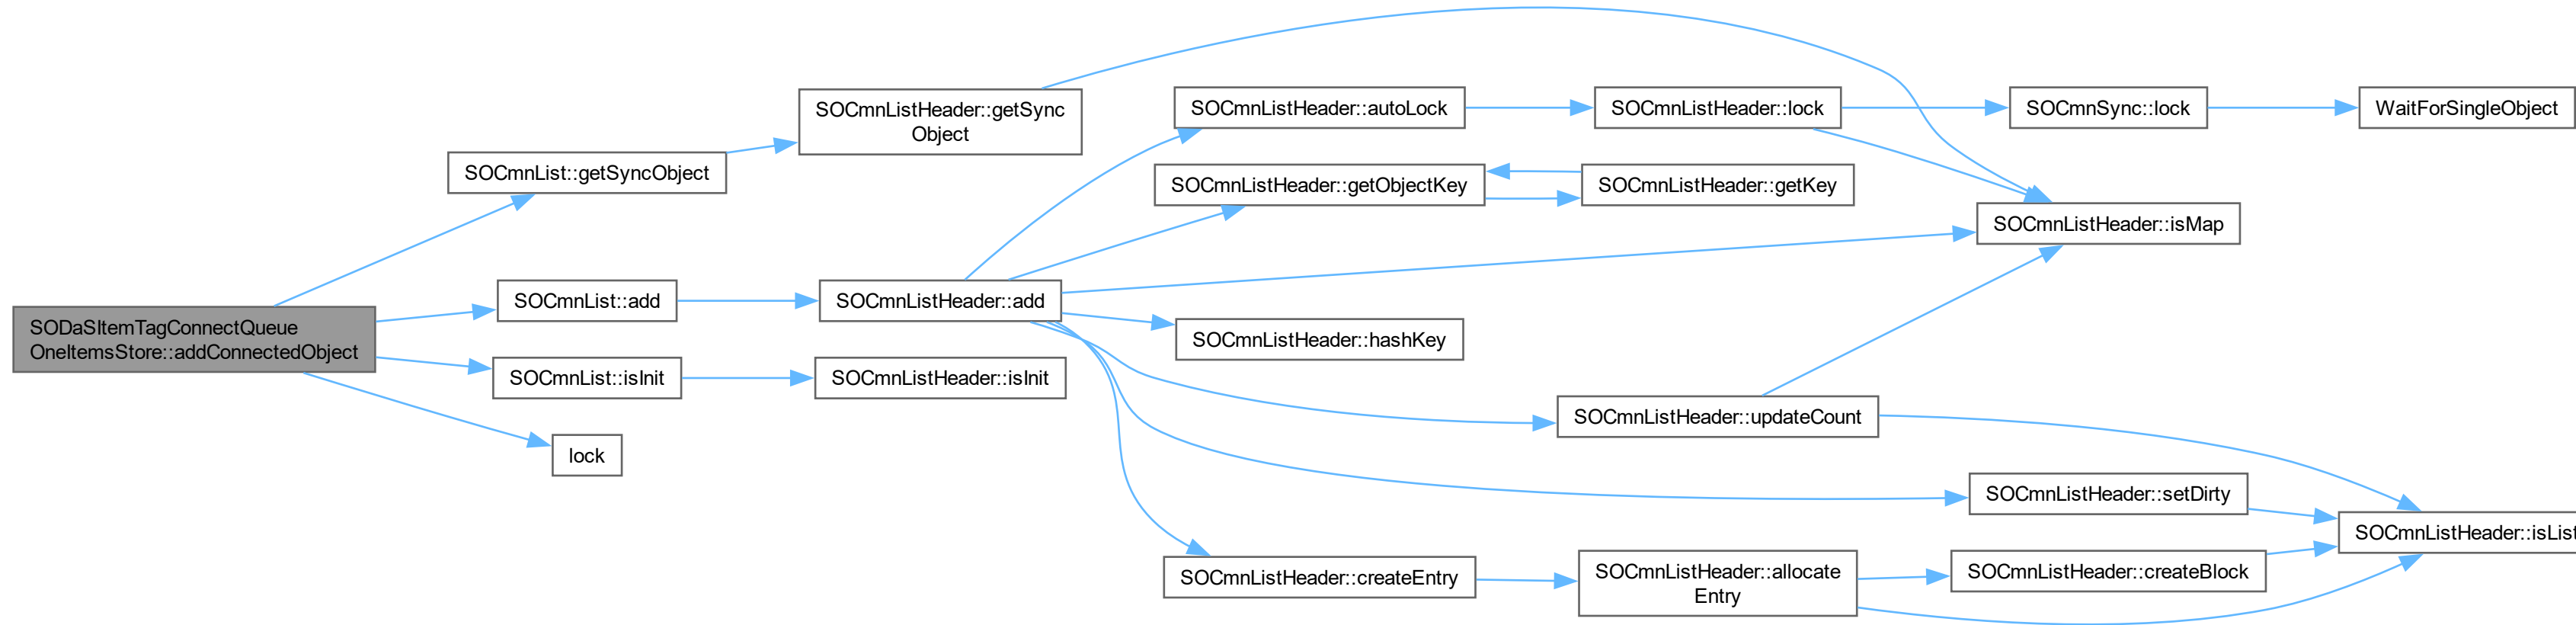 SODaSItemTagConnectQueue
OneItemsStore::addConnectedObject
SOCmnList::getSyncObject
SOCmnList::add
SOCmnList::isInit
lock
SOCmnListHeader::getSync
Object
SOCmnListHeader::add
SOCmnListHeader::isInit
SOCmnListHeader::autoLock
SOCmnListHeader::getObjectKey
SOCmnListHeader::hashKey
SOCmnListHeader::createEntry
SOCmnListHeader::lock
SOCmnListHeader::getKey
SOCmnListHeader::updateCount
SOCmnListHeader::allocate
Entry
SOCmnSync::lock
SOCmnListHeader::isMap
SOCmnListHeader::setDirty
SOCmnListHeader::createBlock
WaitForSingleObject
SOCmnListHeader::isList